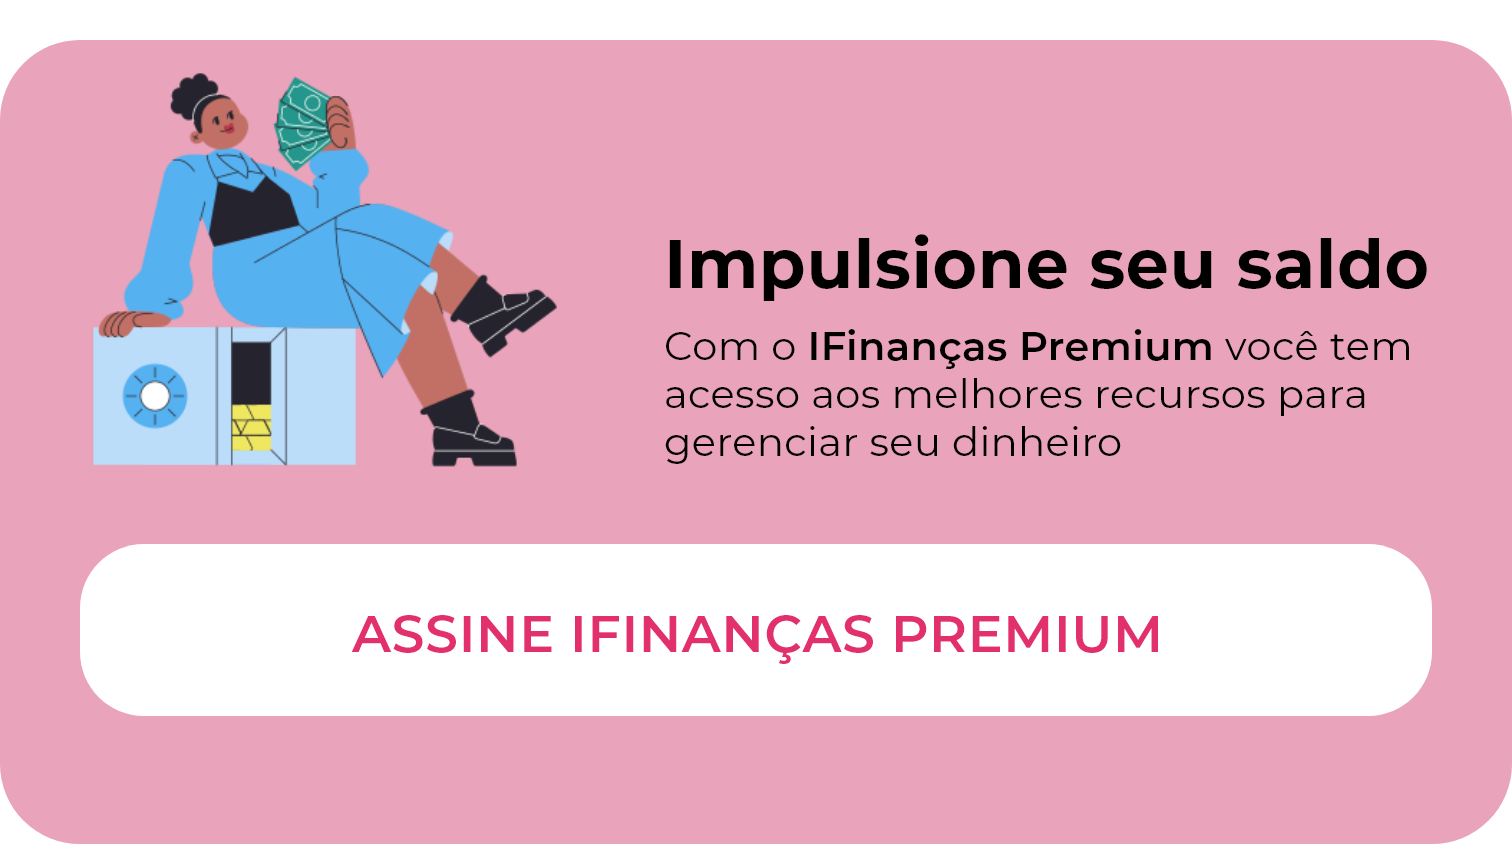 Impulsione seu saldo
Com o IFinanças Premium você tem
acesso aos melhores recursos para
gerenciar seu dinheiro
ASSINE IFINANÇAS PREMIUM